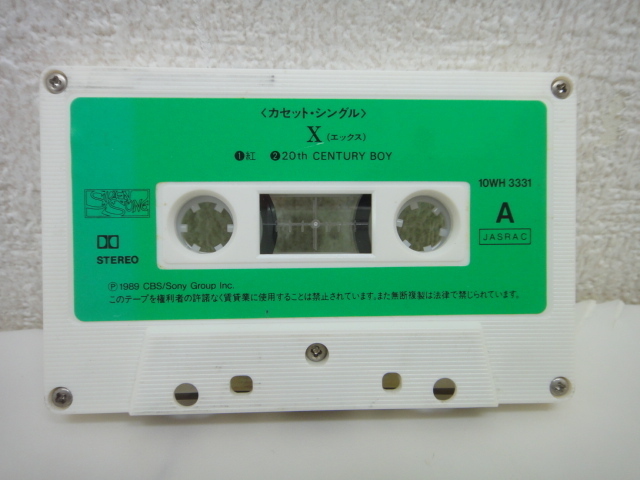 〈カセット・シングル〉
X (エックス)
❶紅 ❷20th CENTURY BOY
10WH 3331
A
JASRAC
STEREO
Ⓟ1989 CBS/Sony Group Inc.
このテープを権利者の許諾なく賃貸業に使用することは禁止されています。また無断複製は法律で禁じられています。